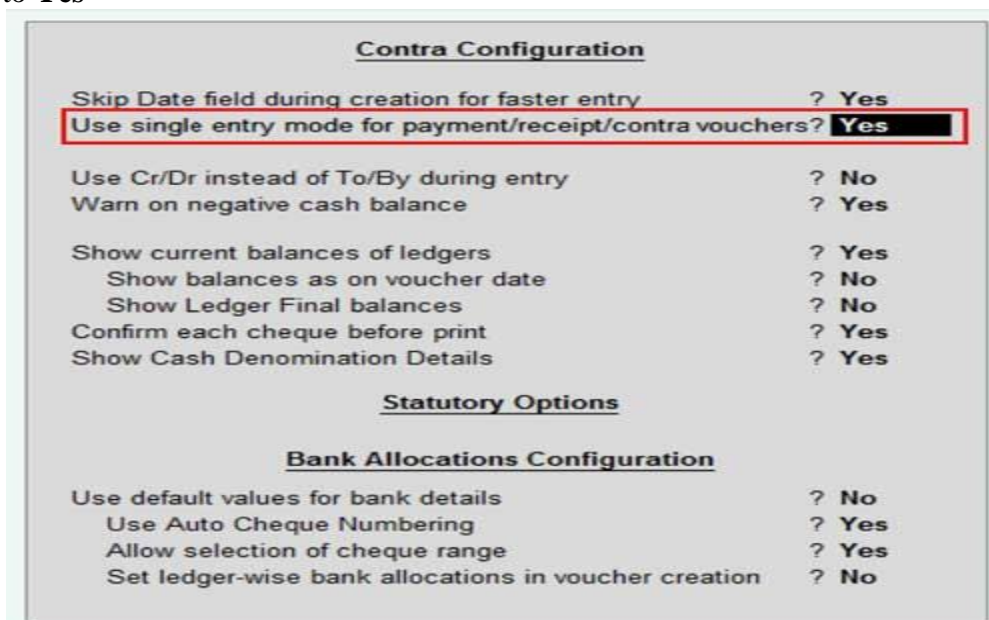 to Yes
Contra Configuration
Skip Date field during creation for faster entry ? Yes
Use single entry mode for payment/receipt/contra vouchers? Yes
Use Cr/Dr instead of To/By during entry ? No
Warn on negative cash balance ? Yes
Show current balances of ledgers ? Yes
Show balances as on voucher date ? No
Show Ledger Final balances ? No
Confirm each cheque before print ? Yes
Show Cash Denomination Details ? Yes
Statutory Options
Bank Allocations Configuration
Use default values for bank details ? No
Use Auto Cheque Numbering ? Yes
Allow selection of cheque range ? Yes
Set ledger-wise bank allocations in voucher creation ? No